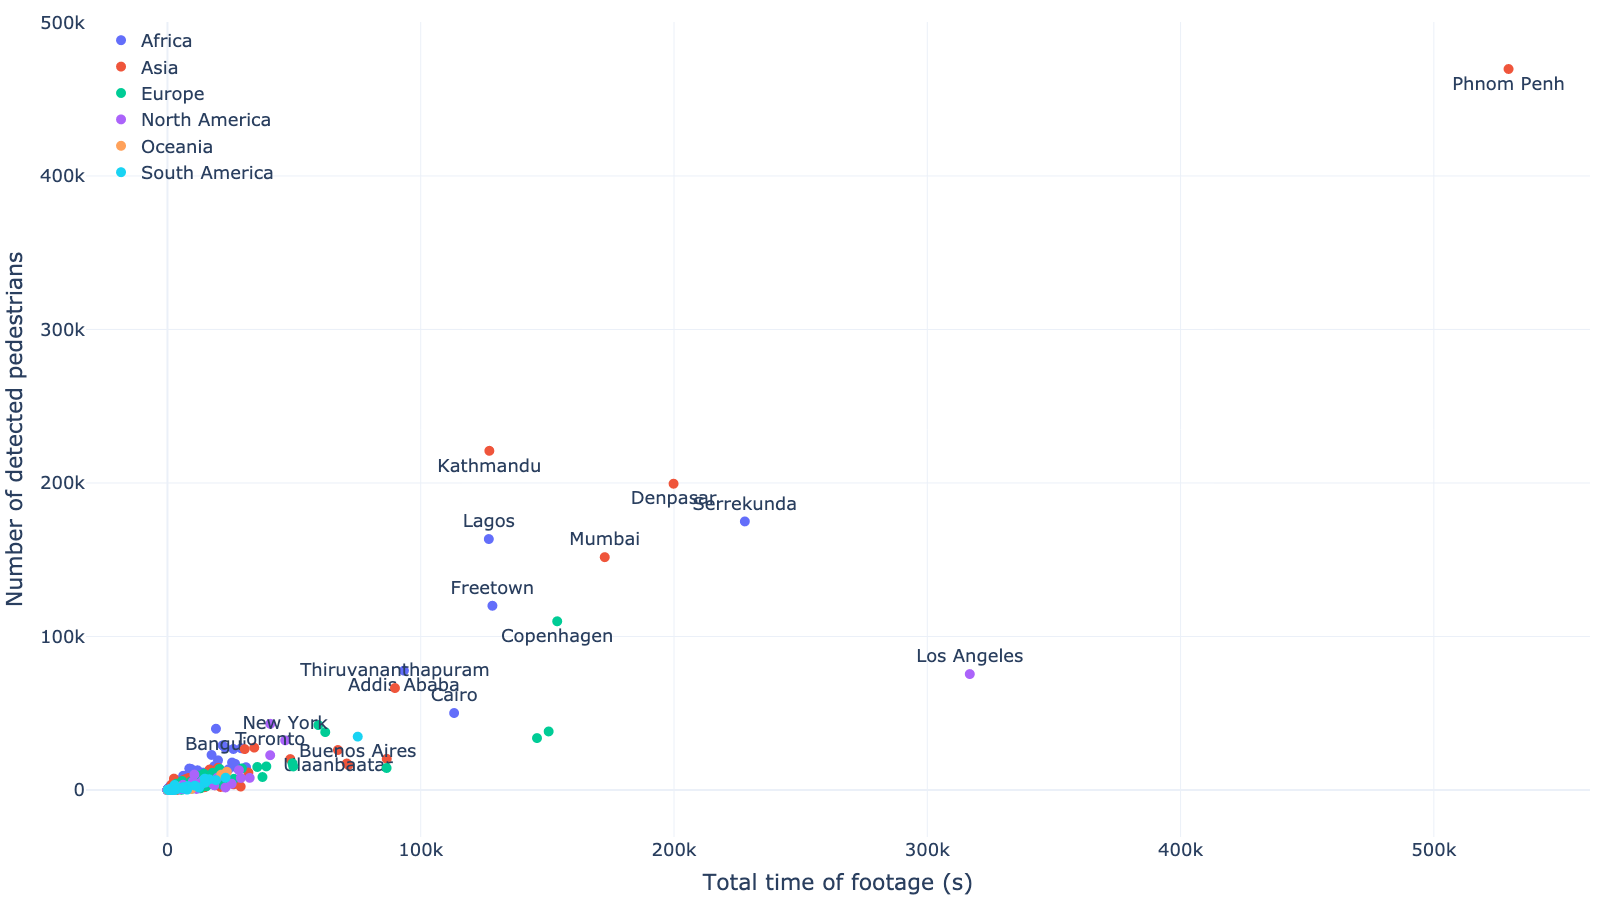 500k
400k
300k
200k
100k
0
Number of detected pedestrians
Africa
Asia
Europe
North America
Oceania
South America
Phnom Penh
Kathmandu
Denpasar
Serrekunda
Lagos
Mumbai
Freetown
Copenhagen
Los Angeles
Thiruvananthapuram
Addis Ababa
Cairo
New York
Toronto
Bangui
Buenos Aires
Ulaanbaatar
0
100k
200k
300k
400k
500k
Total time of footage (s)